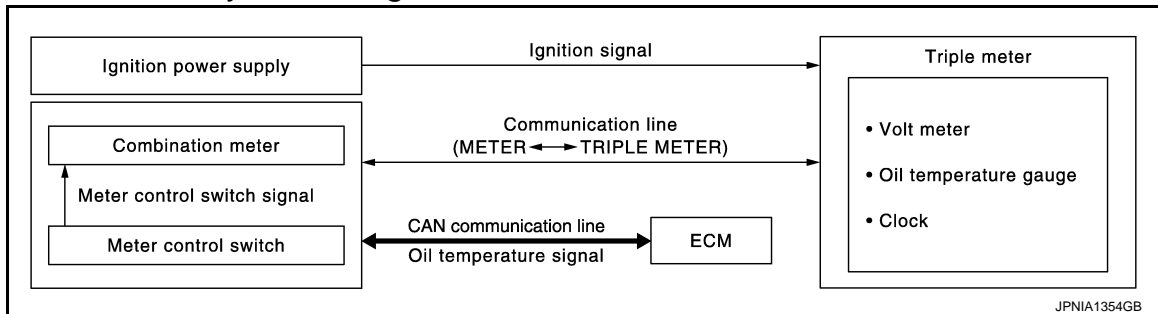 Ignition power supply
Ignition signal
Triple meter
Combination meter
Meter control switch signal
Meter control switch
Communication line
(METER ←→ TRIPLE METER)
CAN communication line
Oil temperature signal
ECM
• Volt meter
• Oil temperature gauge
• Clock
JPNIA1354GB